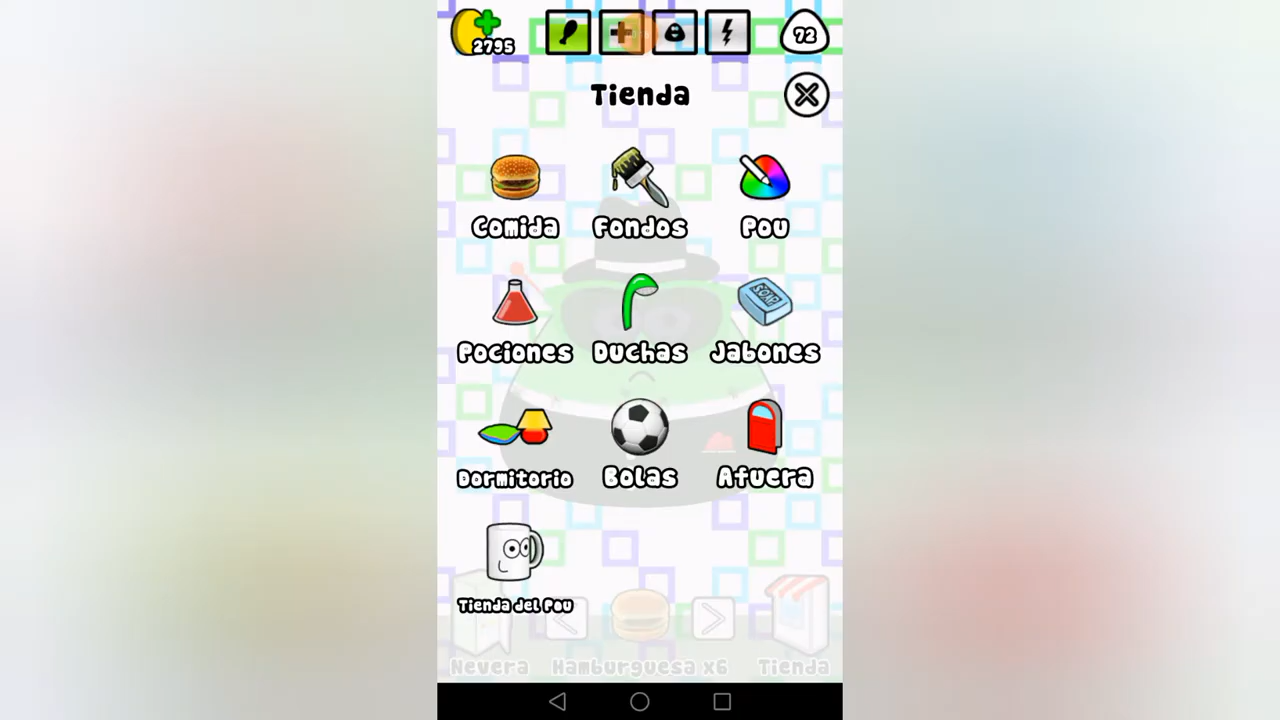 2795
72
Tienda
Comida Fondos Pou
SOAP
Pociones Duchas Jabones
Dormitorio Bolas Afuera
Tienda del Pou
Nevera Hamburguesa x6 Tienda